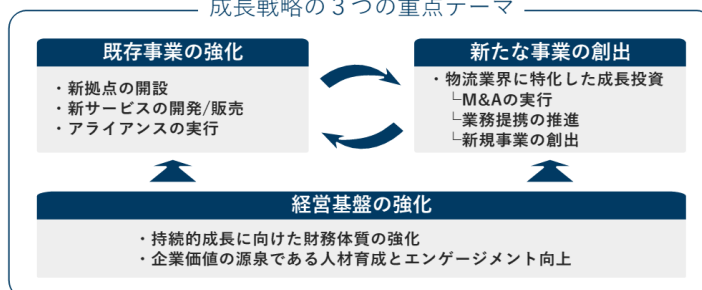 成長戦略の3つの重点テーマ
既存事業の強化
・新拠点の開設
・新サービスの開発/販売
・アライアンスの実行
新たな事業の創出
・物流業界に特化した成長投資
└M&Aの実行
└業務提携の推進
└新規事業の創出
経営基盤の強化
・持続的成長に向けた財務体質の強化
・企業価値の源泉である人材育成とエンゲージメント向上